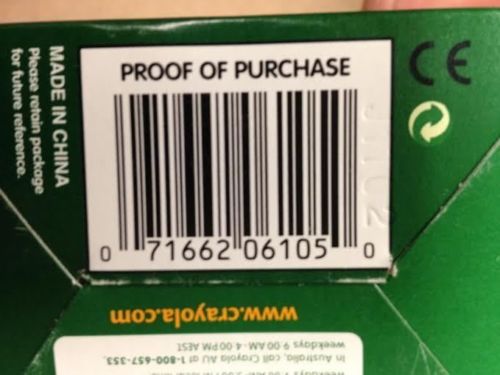 PROOF OF PURCHASE
0 71662 06105 0
MADE IN CHINA
Please retain package
for future reference.
CE
J1102
www.crayola.com
weekdays 9:00 AM-4:00 PM AEST.
In Australia, call Crayola AU at 1-800-657-353,